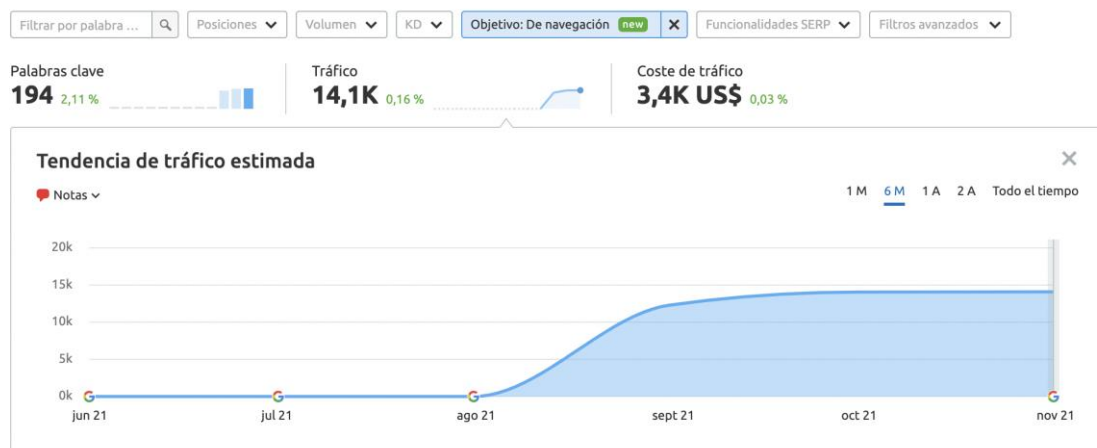 Filtrar por palabra ... Posiciones Volumen KD Objetivo: De navegación new Funcionalidades SERP Filtros avanzados
Palabras clave Tráfico Coste de tráfico
194 2,11 % 14,1K 0,16 % 3,4K US$ 0,03 %
Tendencia de tráfico estimada
Notas 1 M 6 M 1 A 2 A Todo el tiempo
20k
15k
10k
5k
0k
jun 21 jul 21 ago 21 sept 21 oct 21 nov 21